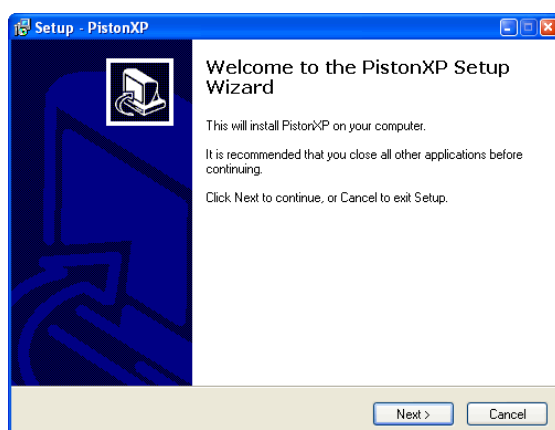 Setup - PistonXP
Welcome to the PistonXP Setup
Wizard
This will install PistonXP on your computer.
It is recommended that you close all other applications before
continuing.
Click Next to continue, or Cancel to exit Setup.
Next >
Cancel